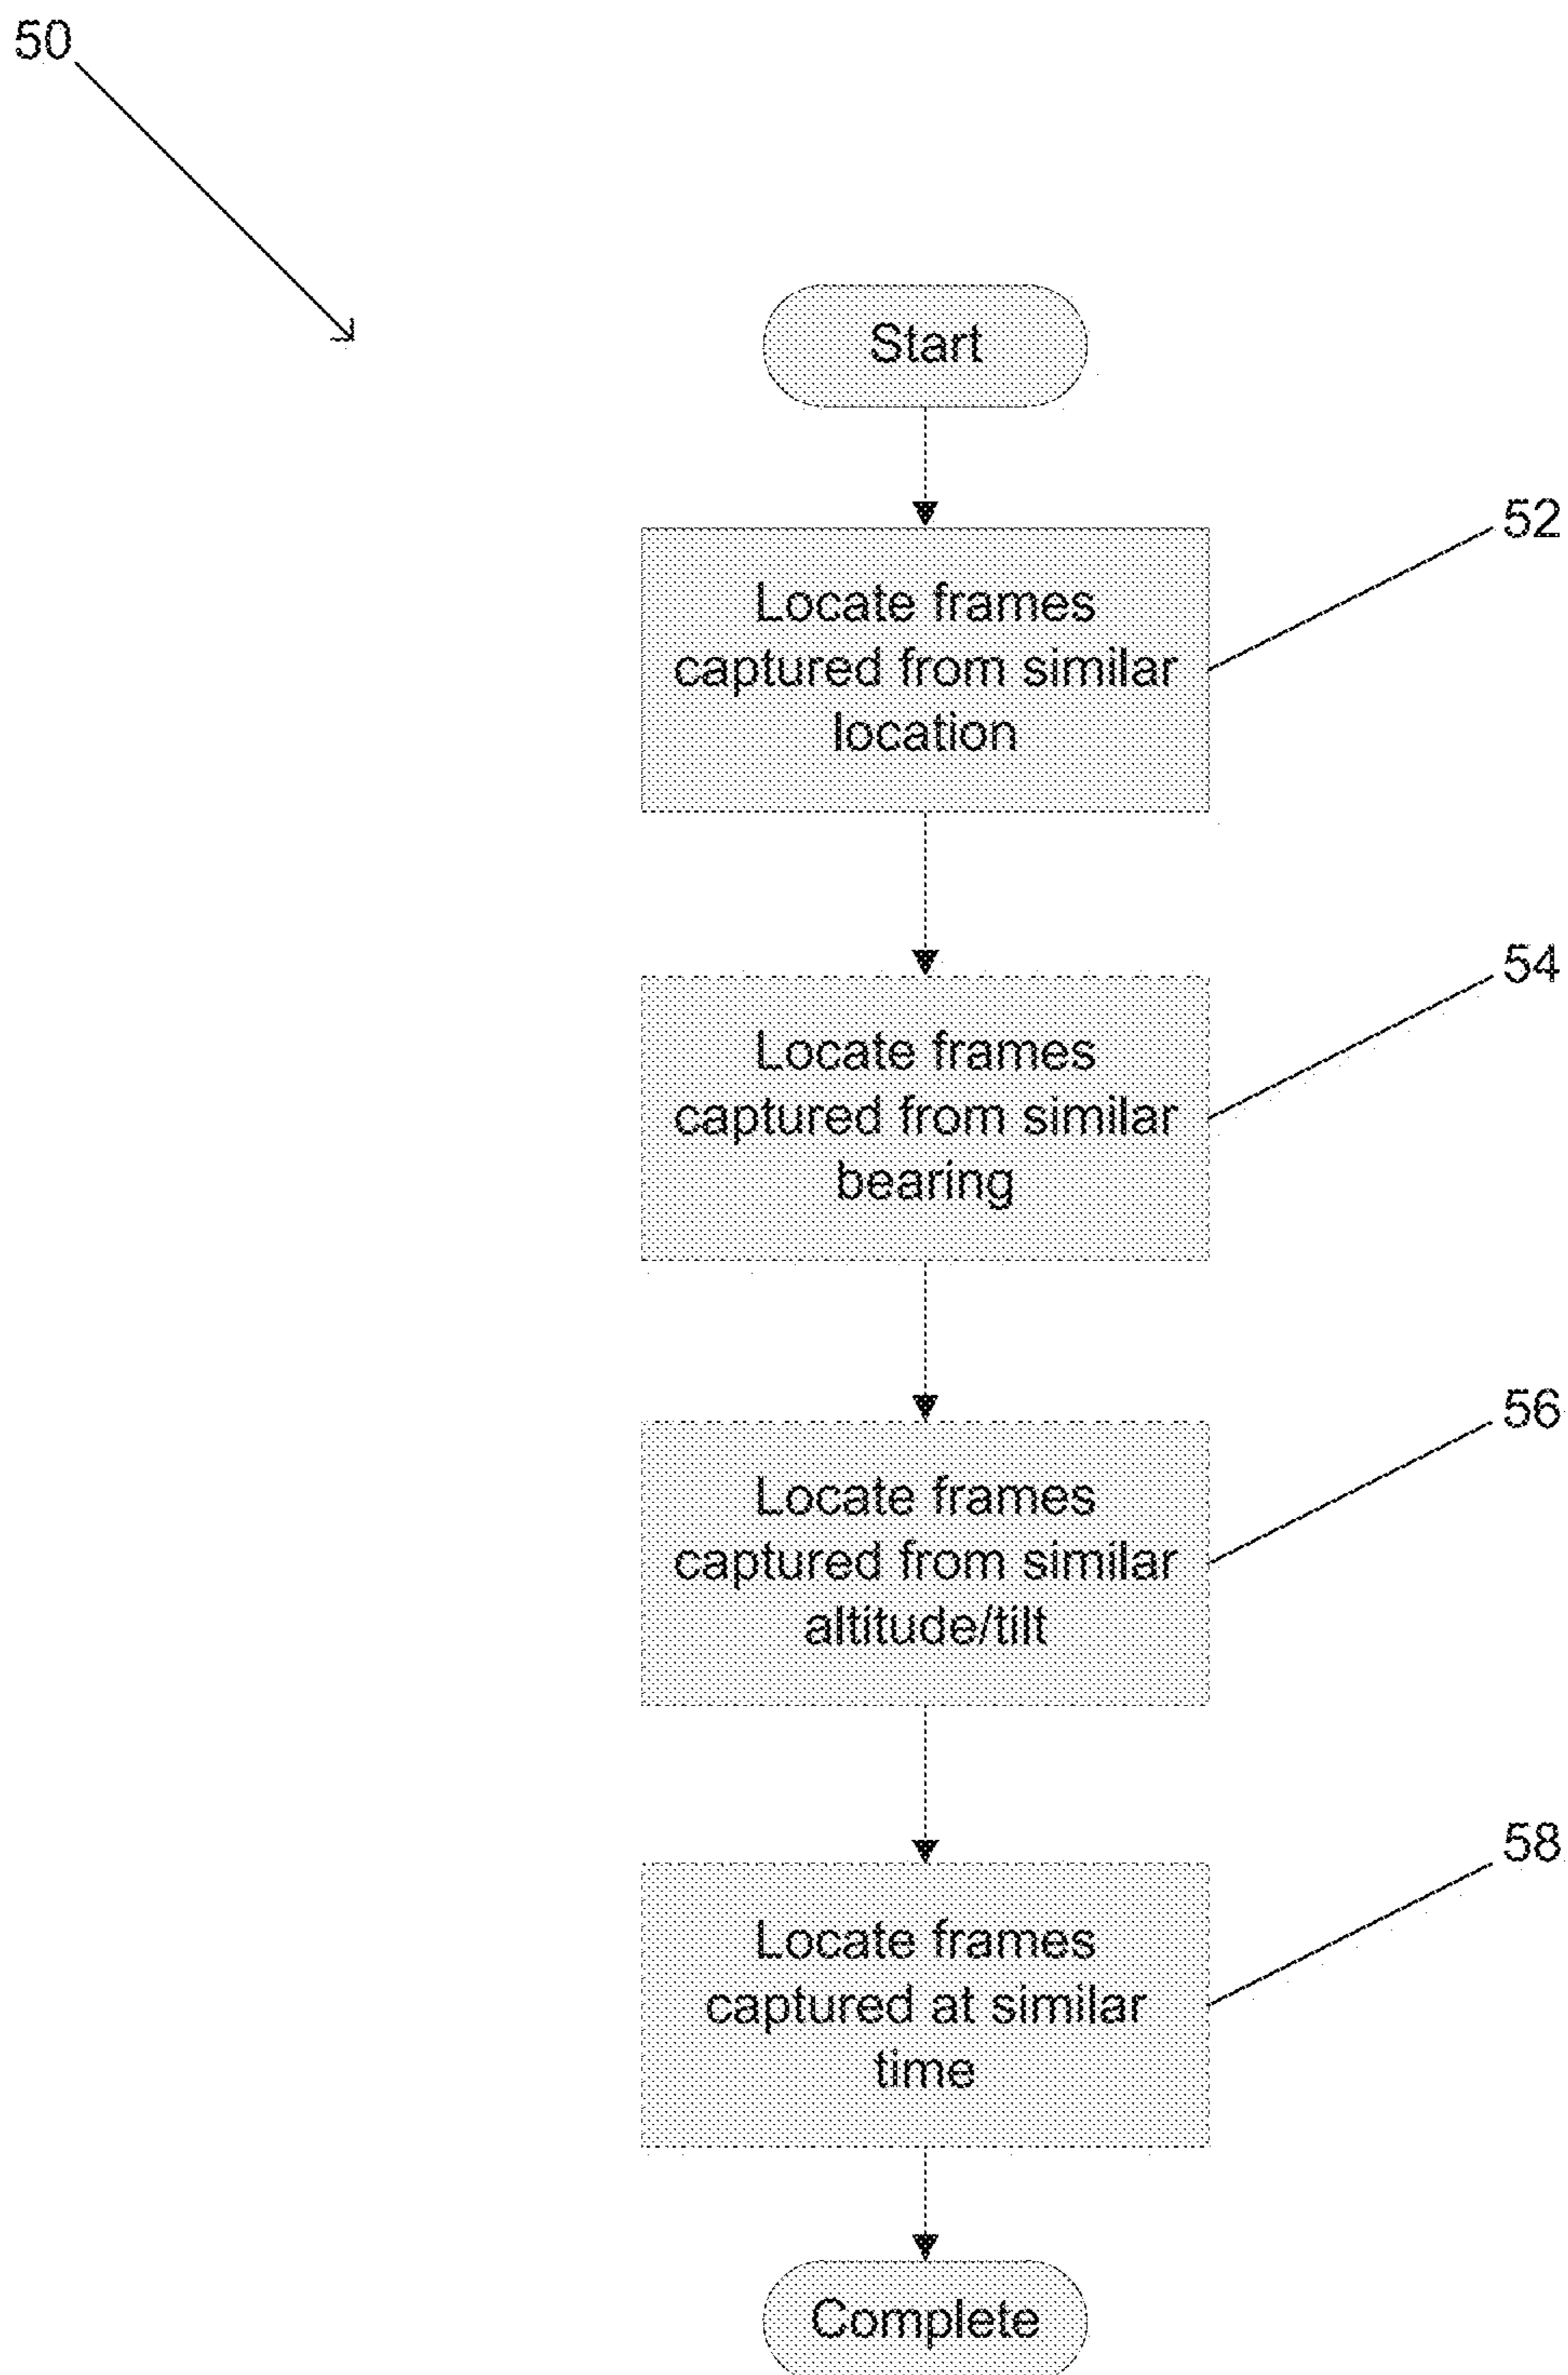 50
Start
52
Locate frames
captured from similar
location
54
Locate frames
captured from similar
bearing
56
Locate frames
captured from similar
altitude/tilt
58
Locate frames
captured at similar
time
Complete